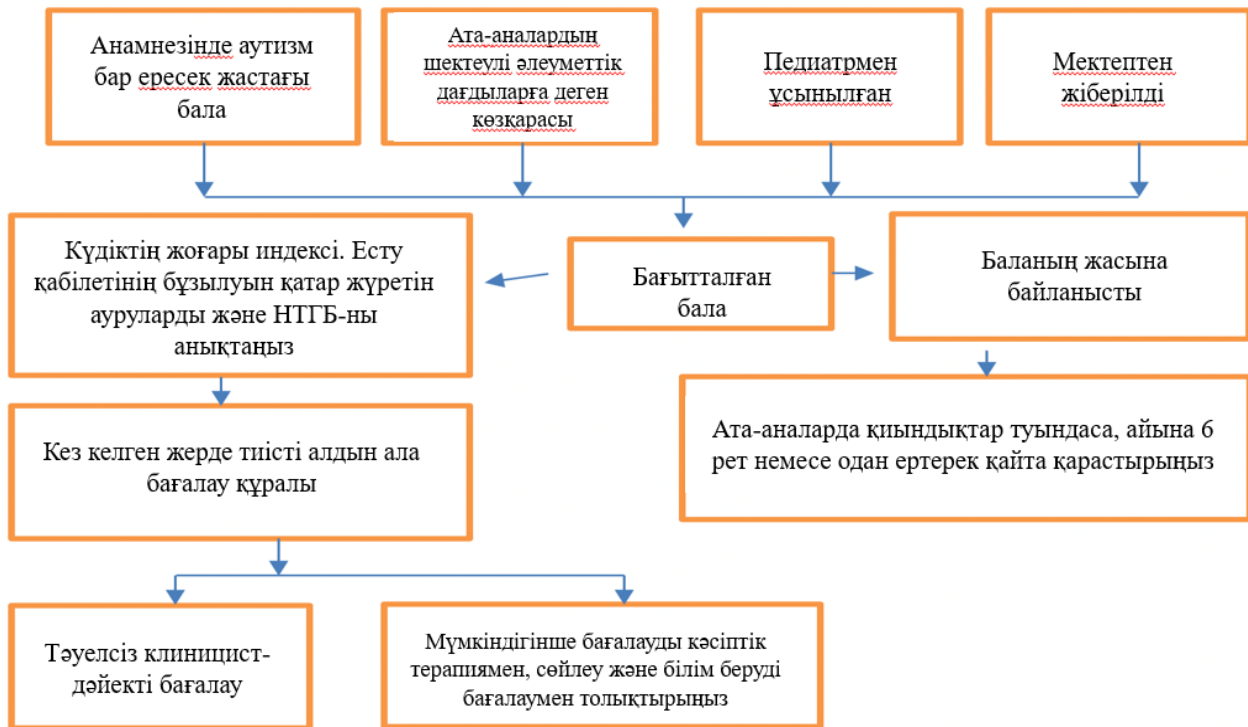 Анамнезінде аутизм
бар ересек жастағы
бала
Ата-аналардың
шектеулі әлеуметтік
дағдыларға деген
көзқарасы
Педиатрмен
ұсынылған
Мектептен
жіберілді
Күдіктің жоғары индексі. Есту
қабілетінің бұзылуын қатар жүретін
ауруларды және НТГБ-ны
анықтаңыз
Бағытталған
бала
Баланың жасына
байланысты
Кез келген жерде тиісті алдын ала
бағалау құралы
Ата-аналарда қиындықтар туындаса, айына 6
рет немесе одан ертерек қайта қарастырыңыз
Тәуелсіз клиницист-
дәйекті бағалау
Мүмкіндігінше бағалауды кәсіптік
терапиямен, сөйлеу және білім беруді
бағалаумен толықтырыңыз